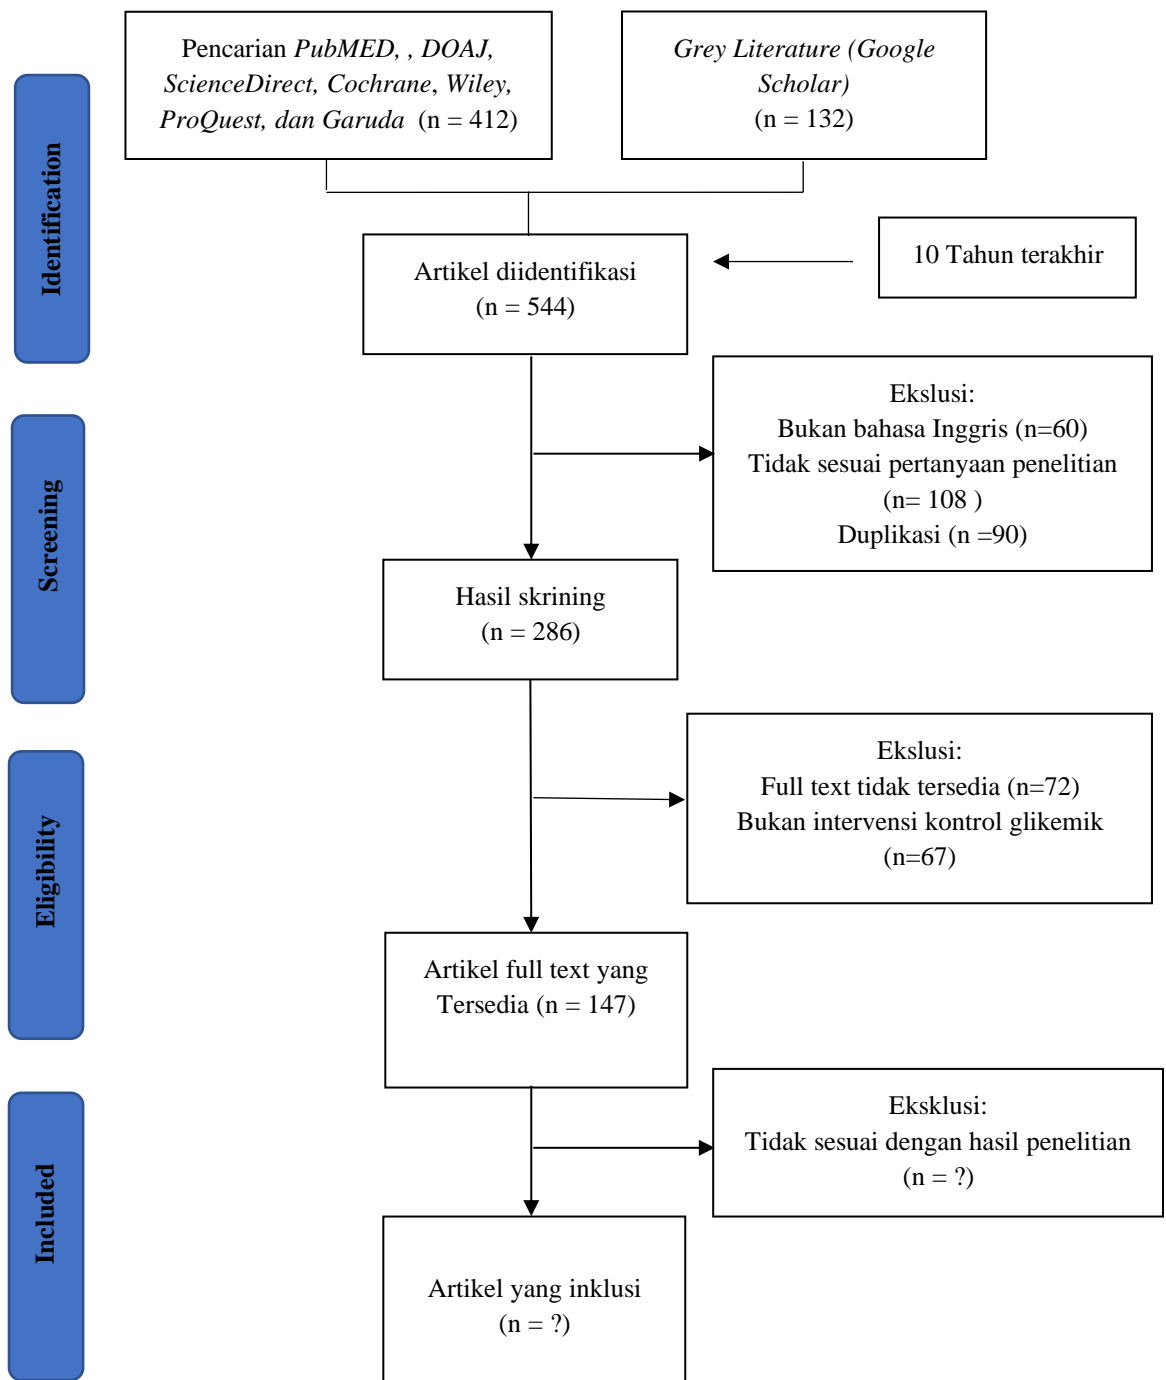 Pencarian PubMED, , DOAJ,
ScienceDirect, Cochrane, Wiley,
ProQuest, dan Garuda (n = 412)
Grey Literature (Google
Scholar)
(n = 132)
Identification
Artikel diidentifikasi
(n = 544)
10 Tahun terakhir
Ekslusi:
Bukan bahasa Inggris (n=60)
Tidak sesuai pertanyaan penelitian
(n= 108 )
Duplikasi (n =90)
Screening
Hasil skrining
(n = 286)
Ekslusi:
Full text tidak tersedia (n=72)
Bukan intervensi kontrol glikemik
(n=67)
Eligibility
Artikel full text yang
Tersedia (n = 147)
Eksklusi:
Tidak sesuai dengan hasil penelitian
(n = ?)
Included
Artikel yang inklusi
(n = ?)